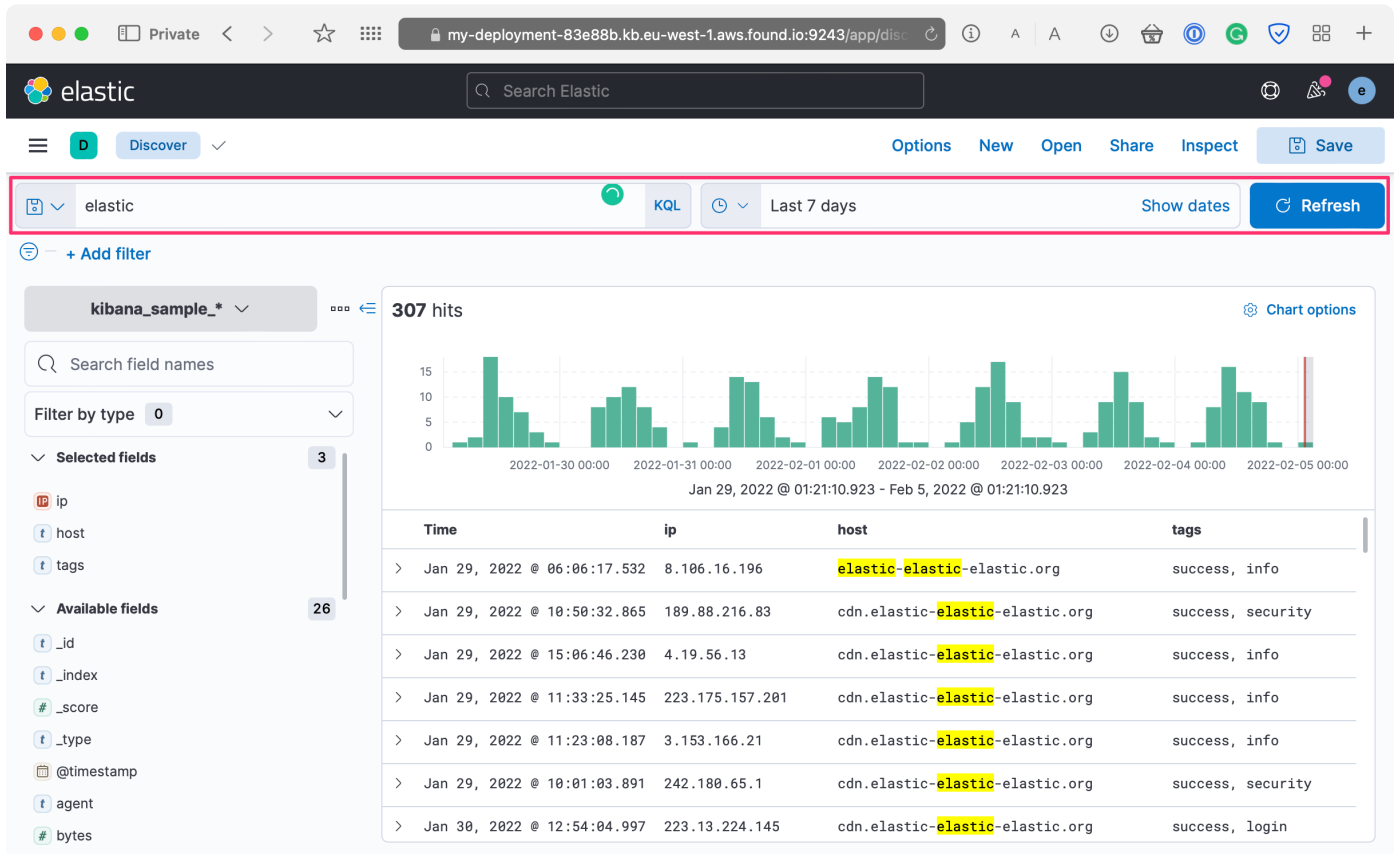 Private
my-deployment-83e88b.kb.eu-west-1.aws.found.io:9243/app/disc
A A
elastic
Search Elastic
e
D
Discover
Options New Open Share Inspect Save
elastic
KQL
Last 7 days
Show dates
Refresh
+ Add filter
kibana_sample_*
307 hits
Chart options
Search field names
Filter by type 0
Selected fields 3
IP ip
t host
t tags
Available fields 26
t _id
t _index
# _score
t _type
@timestamp
t agent
# bytes
15
10
5
0
2022-01-30 00:00 2022-01-31 00:00 2022-02-01 00:00 2022-02-02 00:00 2022-02-03 00:00 2022-02-04 00:00 2022-02-05 00:00
Jan 29, 2022 @ 01:21:10.923 - Feb 5, 2022 @ 01:21:10.923
Time ip host tags
Jan 29, 2022 @ 06:06:17.532 8.106.16.196 elastic-elastic-elastic.org success, info
Jan 29, 2022 @ 10:50:32.865 189.88.216.83 cdn.elastic-elastic-elastic.org success, security
Jan 29, 2022 @ 15:06:46.230 4.19.56.13 cdn.elastic-elastic-elastic.org success, info
Jan 29, 2022 @ 11:33:25.145 223.175.157.201 cdn.elastic-elastic-elastic.org success, info
Jan 29, 2022 @ 11:23:08.187 3.153.166.21 cdn.elastic-elastic-elastic.org success, info
Jan 29, 2022 @ 10:01:03.891 242.180.65.1 cdn.elastic-elastic-elastic.org success, security
Jan 30, 2022 @ 12:54:04.997 223.13.224.145 cdn.elastic-elastic-elastic.org success, login